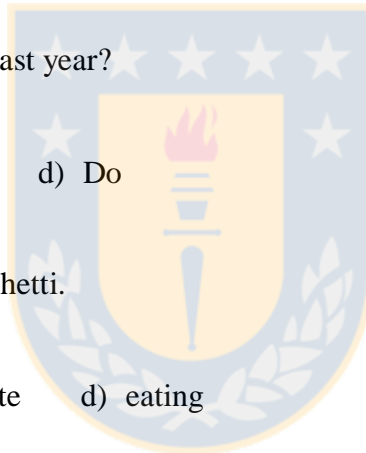 ast year?
d) Do
hetti.
te d) eating